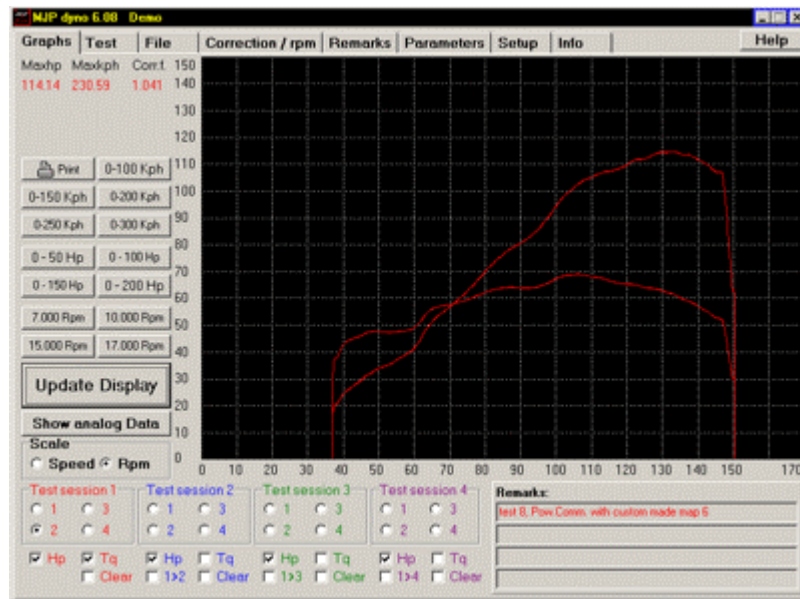 MJP dyno 6.08 Demo
Graphs Test File Correction / rpm Remarks Parameters Setup Info Help
Maxhp Maxkph Corr.f.
114.14 230.59 1.041
150
140
130
120
110
100
90
80
70
60
50
40
30
20
10
0
Print 0-100 Kph
0-150 Kph 0-200 Kph
0-250 Kph 0-300 Kph
0 - 50 Hp 0 - 100 Hp
0 - 150 Hp 0 - 200 Hp
7.000 Rpm 10.000 Rpm
15.000 Rpm 17.000 Rpm
Update Display
Show analog Data
Scale
Speed Rpm
0 10 20 30 40 50 60 70 80 90 100 110 120 130 140 150 170
Test session 1 Test session 2 Test session 3 Test session 4
1 3 1 3 1 3 1 3
2 4 2 4 2 4 2 4
Hp Tq Hp Tq Hp Tq Hp Tq
Clear 1>2 Clear 1>3 Clear 1>4 Clear
Remarks:
test 8, Pow.Comm. with custom made map 6